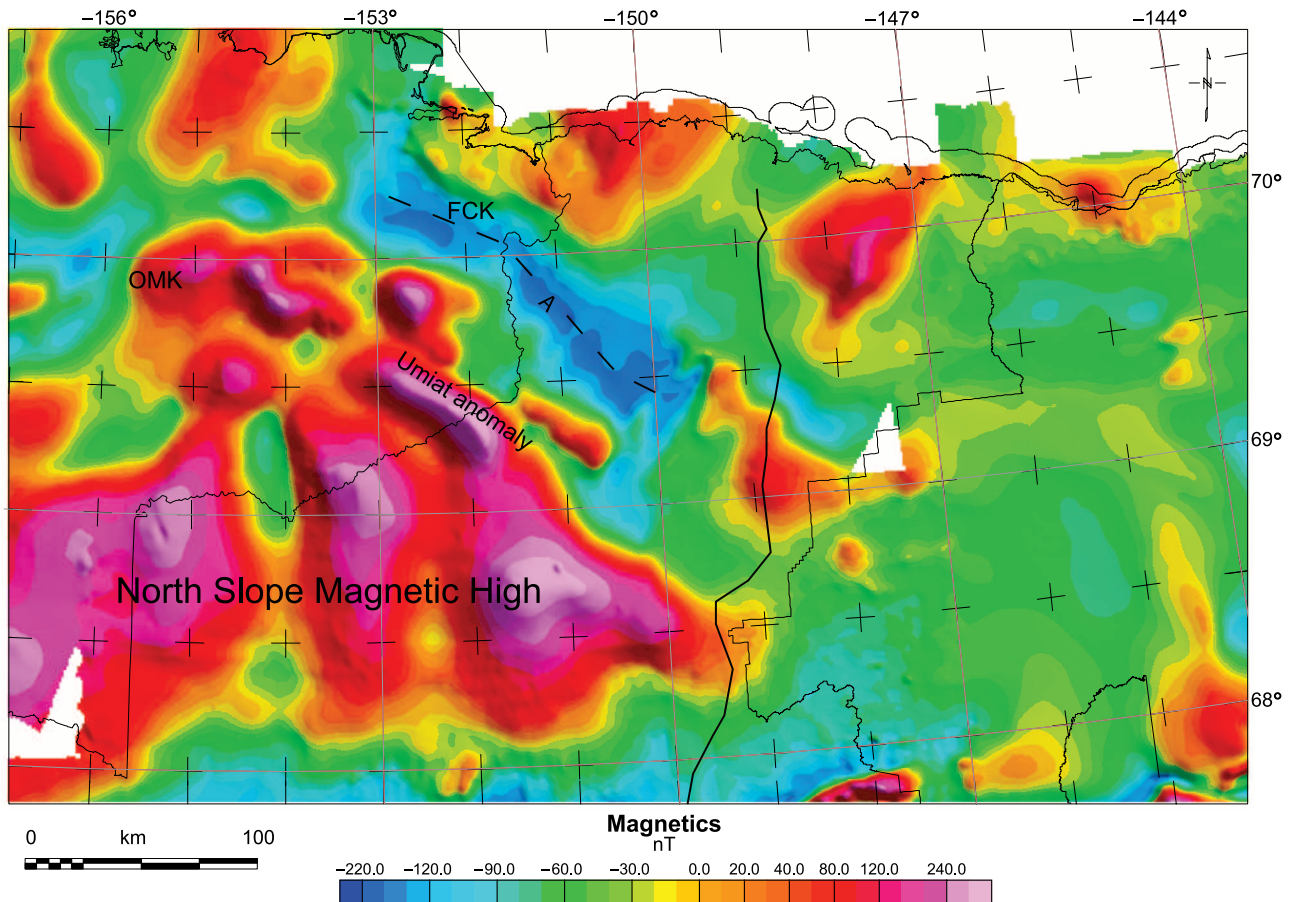 −156° −153° −150° −147° −144°
N
70°
FCK
OMK
A
Umiat anomaly
69°
North Slope Magnetic High
68°
0 km 100
Magnetics
nT
−220.0 −120.0 −90.0 −60.0 −30.0 0.0 20.0 40.0 80.0 120.0 240.0